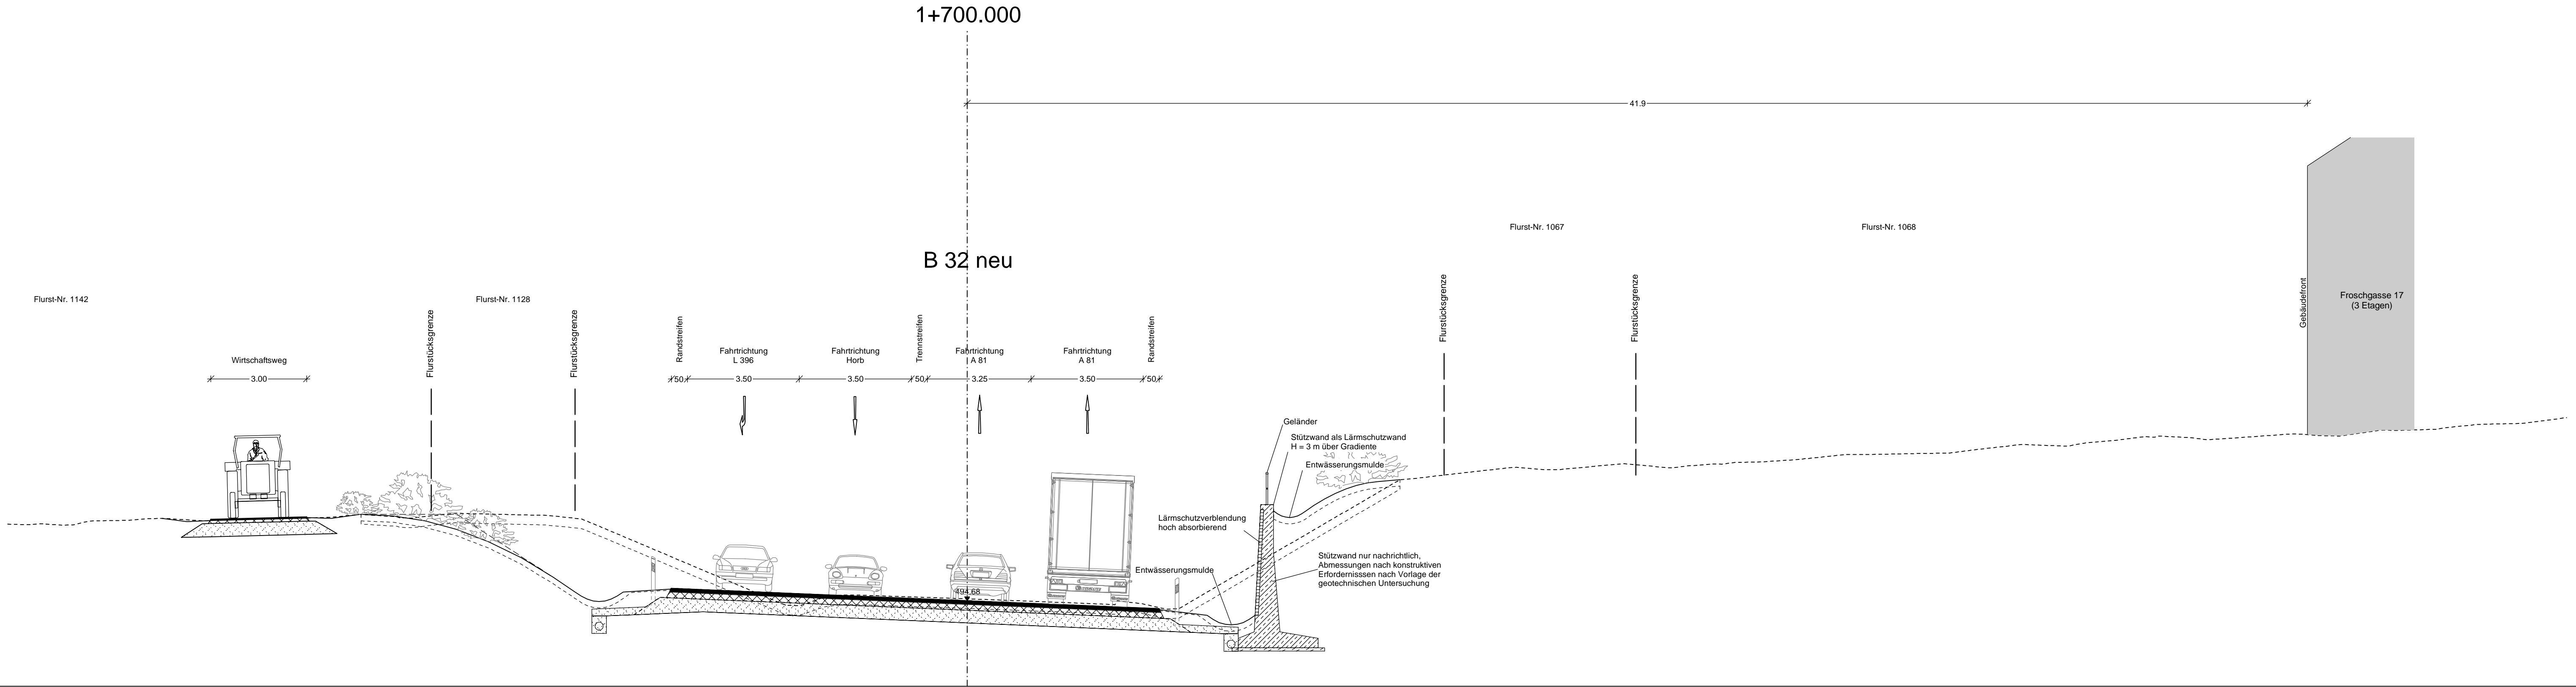 1+700.000
41.9
B 32 neu
Flurst-Nr. 1067
Flurst-Nr. 1068
Flurst-Nr. 1142
Flurst-Nr. 1128
Flurstücksgrenze
Flurstücksgrenze
Flurstücksgrenze
Flurstücksgrenze
Gebäudefront
Froschgasse 17
(3 Etagen)
Wirtschaftsweg
3.00
Randstreifen
Fahrtrichtung
L 396
Fahrtrichtung
Horb
Trennstreifen
Fahrtrichtung
A 81
Fahrtrichtung
A 81
Randstreifen
50
3.50
3.50
50
3.25
3.50
50
Geländer
Stützwand als Lärmschutzwand
H = 3 m über Gradiente
Entwässerungsmulde
Lärmschutzverblendung
hoch absorbierend
Stützwand nur nachrichtlich,
Abmessungen nach konstruktiven
Erfordernisssen nach Vorlage der
geotechnischen Untersuchung
Entwässerungsmulde
494.68